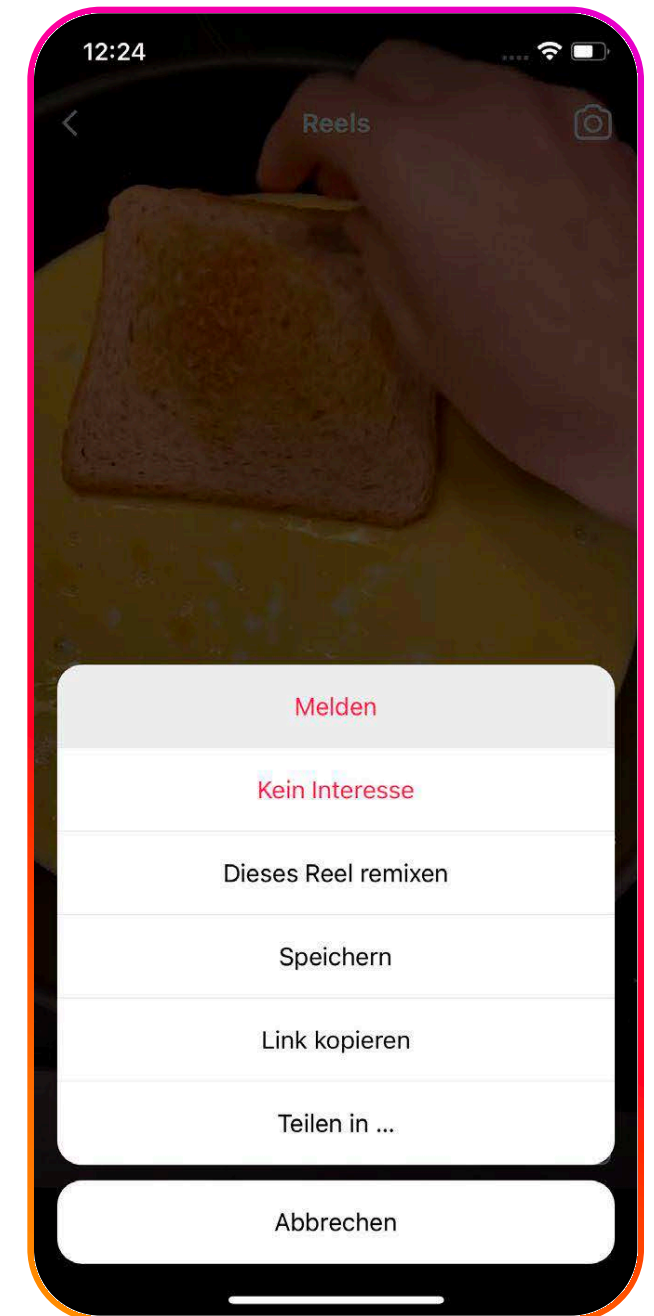 12:24
Reels
Melden
Kein Interesse
Dieses Reel remixen
Speichern
Link kopieren
Teilen in ...
Abbrechen